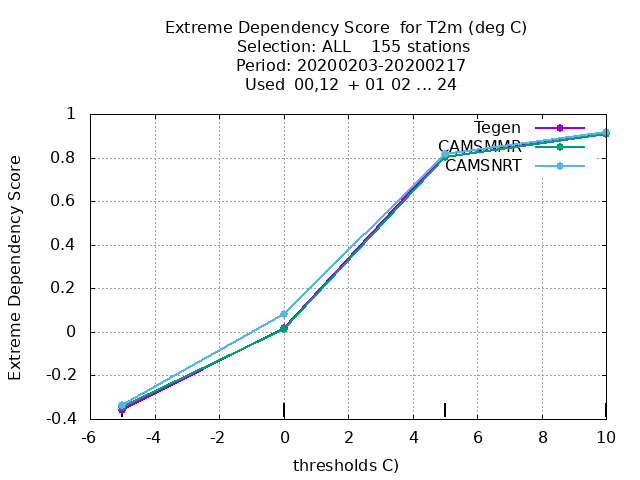 Extreme Dependency Score  for T2m (deg C)
Selection: ALL    155 stations
Period: 20200203-20200217
Used  00,12  + 01 02 ... 24
Extreme Dependency Score
1
0.8
0.6
0.4
0.2
0
-0.2
-0.4
Tegen
CAMSMMR
CAMSNRT
-6 -4 -2 0 2 4 6 8 10
thresholds C)